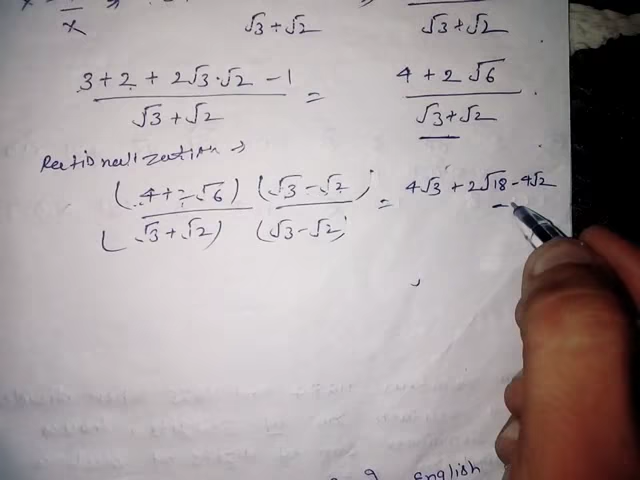 √3+√2
√3+√2
3+2+2√3·√2 -1 / √3+√2 = 4+2√6 / √3+√2
Rationalization →
(4+2√6) (√3-√2) / (√3+√2) (√3-√2) = 4√3 + 2√18 - 4√2
English